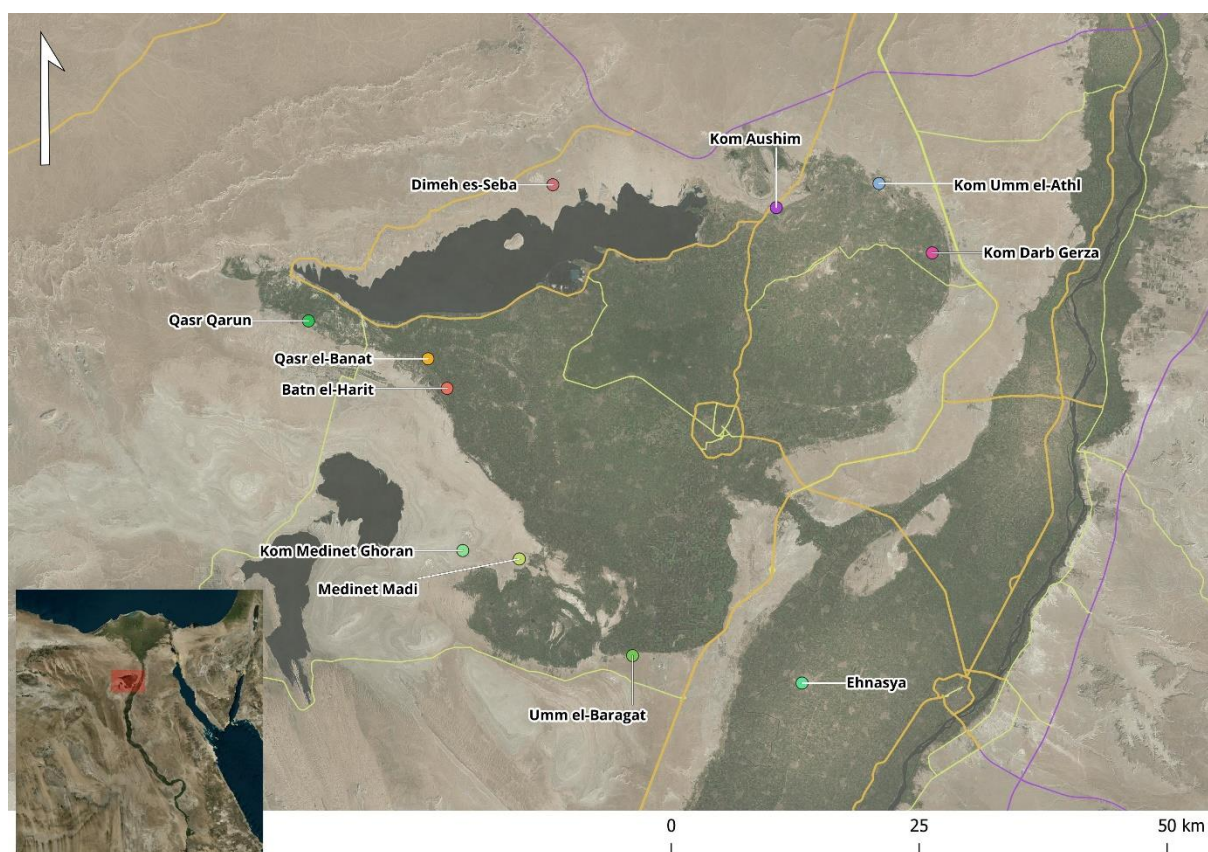 Kom Aushim
Dimeh es-Seba
Kom Umm el-Athl
Kom Darb Gerza
Qasr Qarun
Qasr el-Banat
Batn el-Harit
Kom Medinet Ghoran
Medinet Madi
Ehnasya
Umm el-Baragat
0 25 50 km